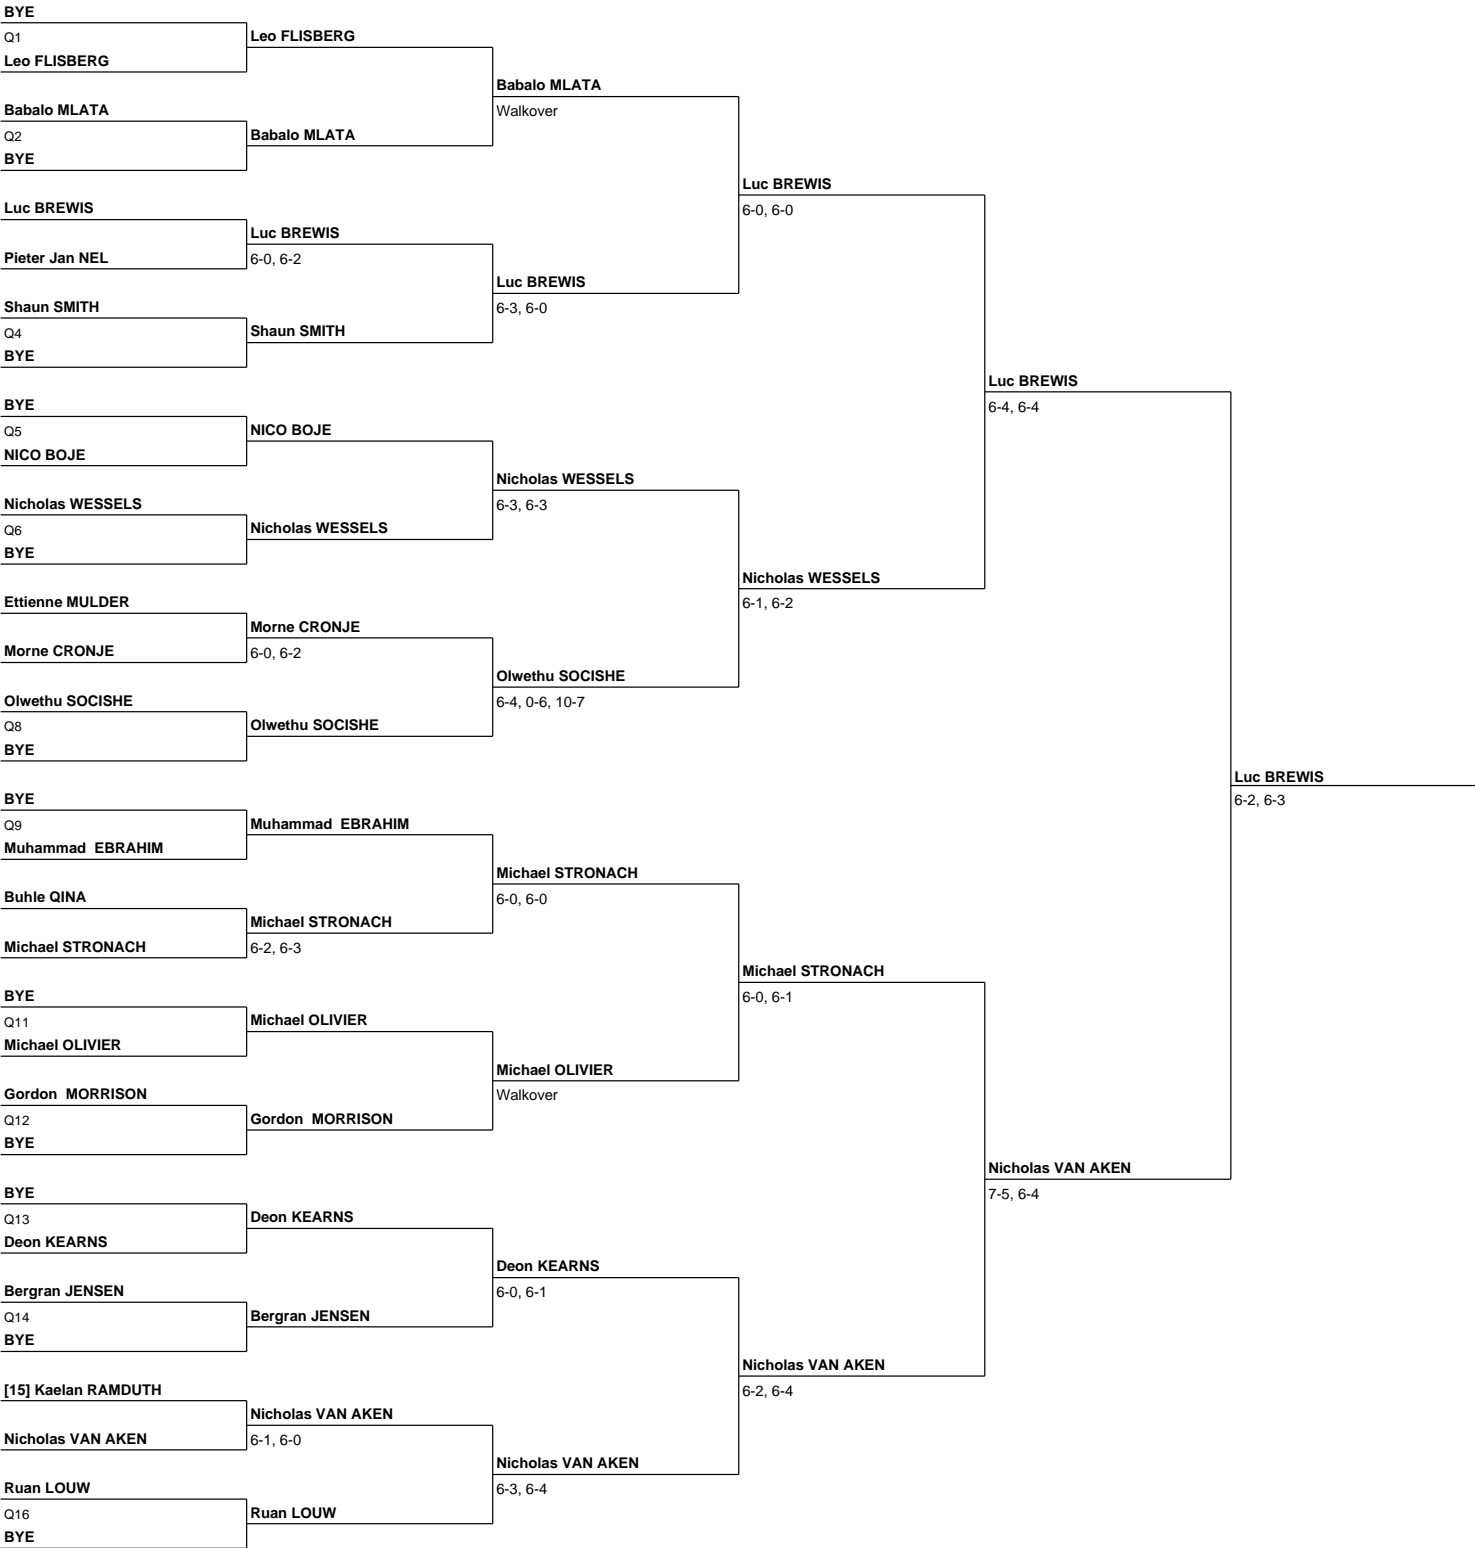 BYE
Q1
Leo FLISBERG
Leo FLISBERG
Babalo MLATA
Walkover
Babalo MLATA
Q2
BYE
Babalo MLATA
Luc BREWIS
6-0, 6-0
Luc BREWIS
Pieter Jan NEL
Luc BREWIS
6-0, 6-2
Luc BREWIS
6-3, 6-0
Shaun SMITH
Q4
BYE
Shaun SMITH
Luc BREWIS
6-4, 6-4
BYE
Q5
NICO BOJE
NICO BOJE
Nicholas WESSELS
6-3, 6-3
Nicholas WESSELS
Q6
BYE
Nicholas WESSELS
Nicholas WESSELS
6-1, 6-2
Ettienne MULDER
Morne CRONJE
Morne CRONJE
6-0, 6-2
Olwethu SOCISHE
6-4, 0-6, 10-7
Olwethu SOCISHE
Q8
BYE
Olwethu SOCISHE
Luc BREWIS
6-2, 6-3
BYE
Q9
Muhammad  EBRAHIM
Muhammad  EBRAHIM
Michael STRONACH
6-0, 6-0
Buhle QINA
Michael STRONACH
Michael STRONACH
6-2, 6-3
Michael STRONACH
6-0, 6-1
BYE
Q11
Michael OLIVIER
Michael OLIVIER
Michael OLIVIER
Walkover
Gordon  MORRISON
Q12
BYE
Gordon  MORRISON
Nicholas VAN AKEN
7-5, 6-4
BYE
Q13
Deon KEARNS
Deon KEARNS
Deon KEARNS
6-0, 6-1
Bergran JENSEN
Q14
BYE
Bergran JENSEN
Nicholas VAN AKEN
6-2, 6-4
[15] Kaelan RAMDUTH
Nicholas VAN AKEN
Nicholas VAN AKEN
6-1, 6-0
Nicholas VAN AKEN
6-3, 6-4
Ruan LOUW
Q16
BYE
Ruan LOUW